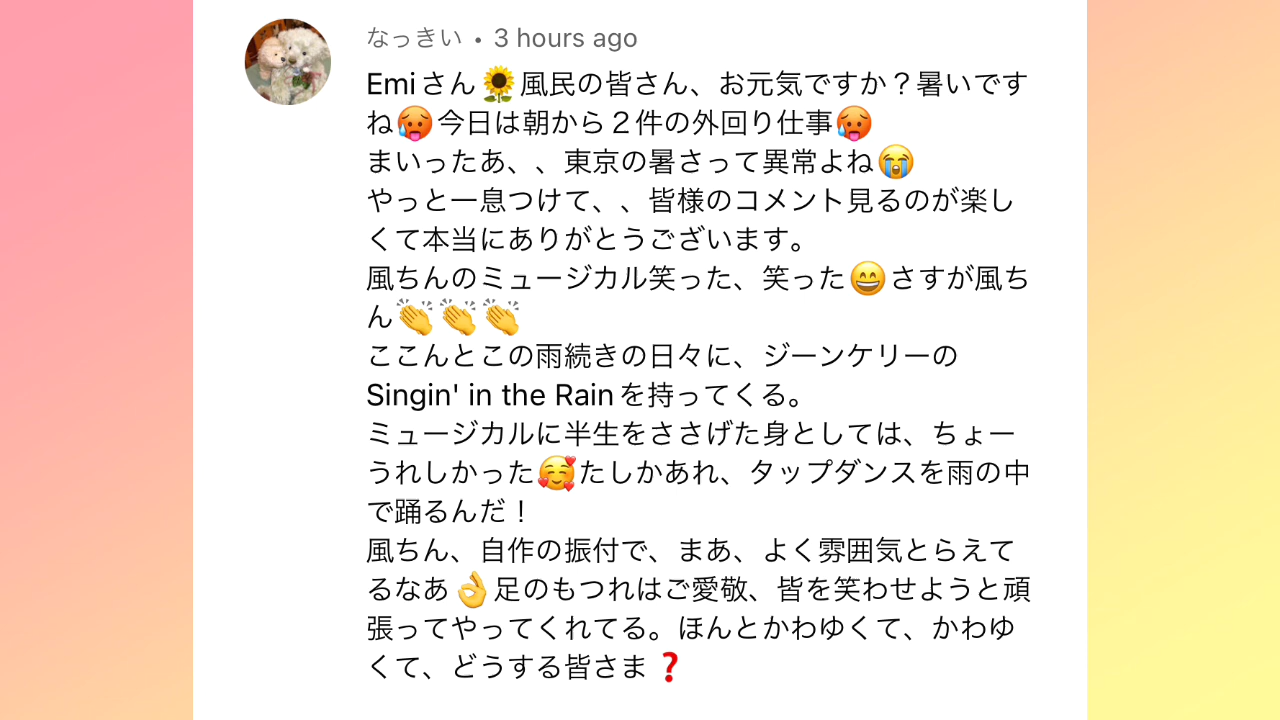 なっきい • 3 hours ago
Emiさん🌻風民の皆さん、お元気ですか？暑いです
ね🥵今日は朝から２件の外回り仕事🥵
まいったあ、、東京の暑さって異常よね😭
やっと一息つけて、、皆様のコメント見るのが楽し
くて本当にありがとうございます。
風ちんのミュージカル笑った、笑った😄さすが風ち
ん👏👏👏
ここんとこの雨続きの日々に、ジーンケリーの
Singin' in the Rainを持ってくる。
ミュージカルに半生をささげた身としては、ちょー
うれしかった🥰たしかあれ、タップダンスを雨の中
で踊るんだ！
風ちん、自作の振付で、まあ、よく雰囲気とらえて
るなあ👌足のもつれはご愛敬、皆を笑わせようと頑
張ってやってくれてる。ほんとかわゆくて、かわゆ
くて、どうする皆さま❓